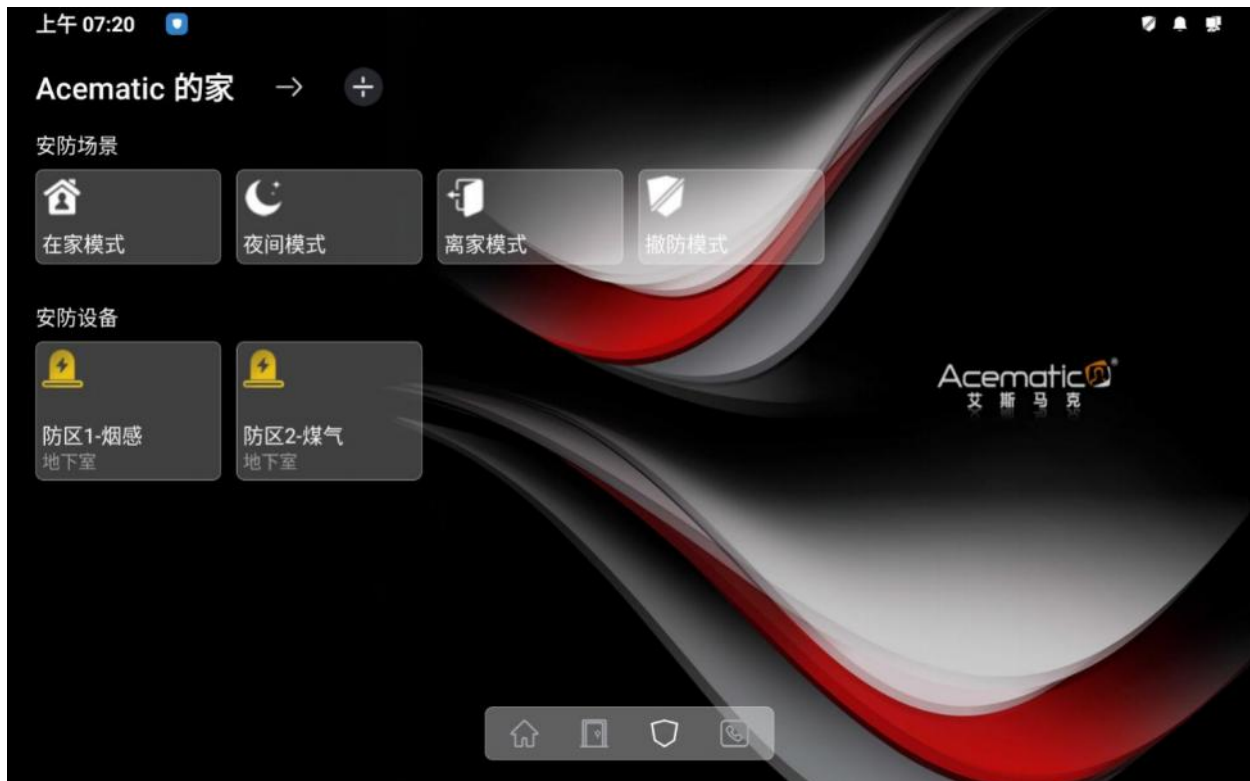 上午 07:20
Acematic 的家
安防场景
在家模式
夜间模式
离家模式
撤防模式
安防设备
防区1-烟感
地下室
防区2-煤气
地下室
Acematic®
艾斯马克